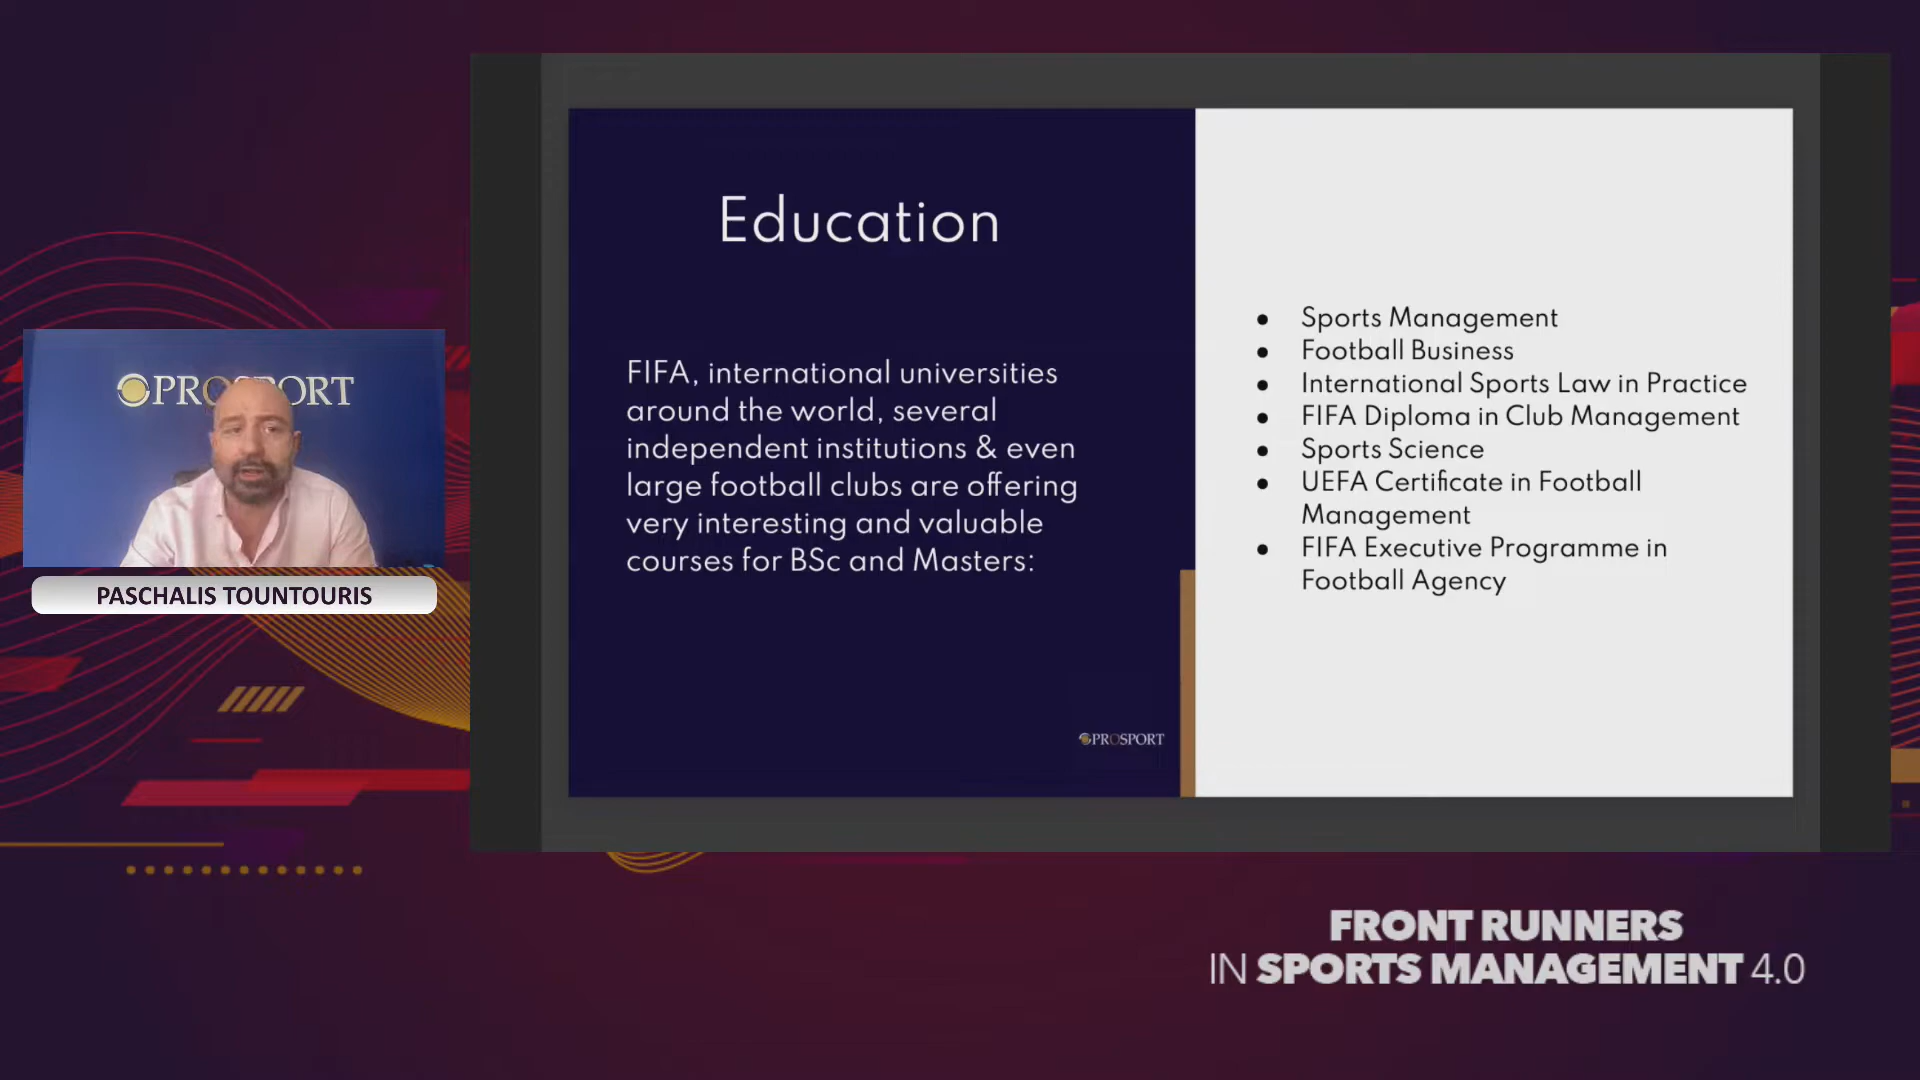 PROSPORT
PASCHALIS TOUNTOURIS
Education
FIFA, international universities
around the world, several
independent institutions & even
large football clubs are offering
very interesting and valuable
courses for BSc and Masters:
PROSPORT
• Sports Management
• Football Business
• International Sports Law in Practice
• FIFA Diploma in Club Management
• Sports Science
• UEFA Certificate in Football
Management
• FIFA Executive Programme in
Football Agency
FRONT RUNNERS
IN SPORTS MANAGEMENT 4.0